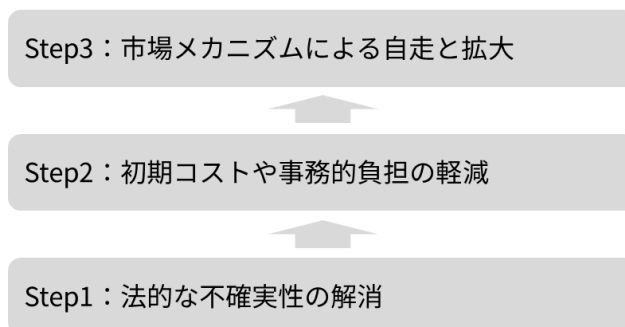 Step3：市場メカニズムによる自走と拡大
Step2：初期コストや事務的負担の軽減
Step1：法的な不確実性の解消